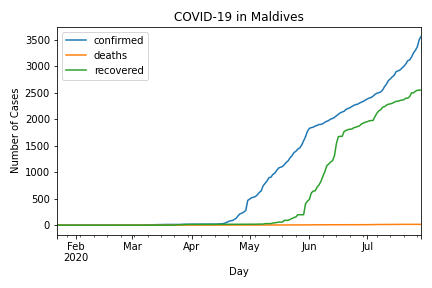 COVID-19 in Maldives
confirmed
deaths
recovered
Number of Cases
3500
3000
2500
2000
1500
1000
500
0
Feb
2020
Mar
Apr
May
Jun
Jul
Day